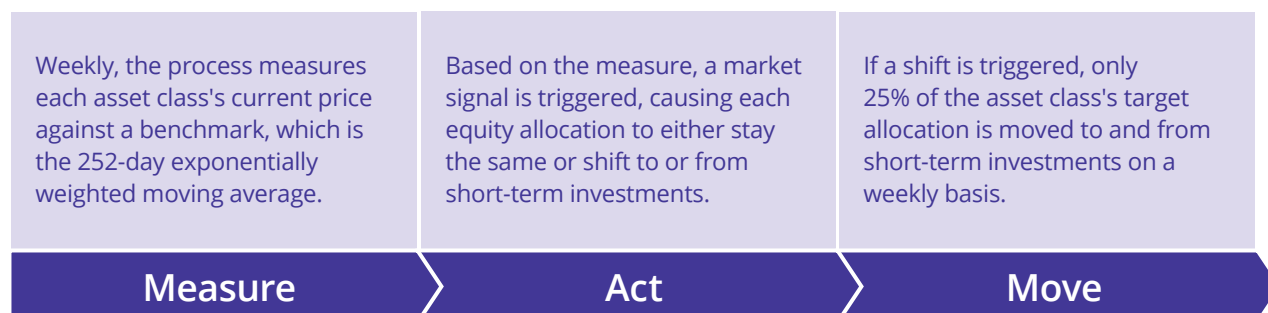 Weekly, the process measures
each asset class's current price
against a benchmark, which is
the 252-day exponentially
weighted moving average.
Based on the measure, a market
signal is triggered, causing each
equity allocation to either stay
the same or shift to or from
short-term investments.
If a shift is triggered, only
25% of the asset class's target
allocation is moved to and from
short-term investments on a
weekly basis.
Measure
Act
Move